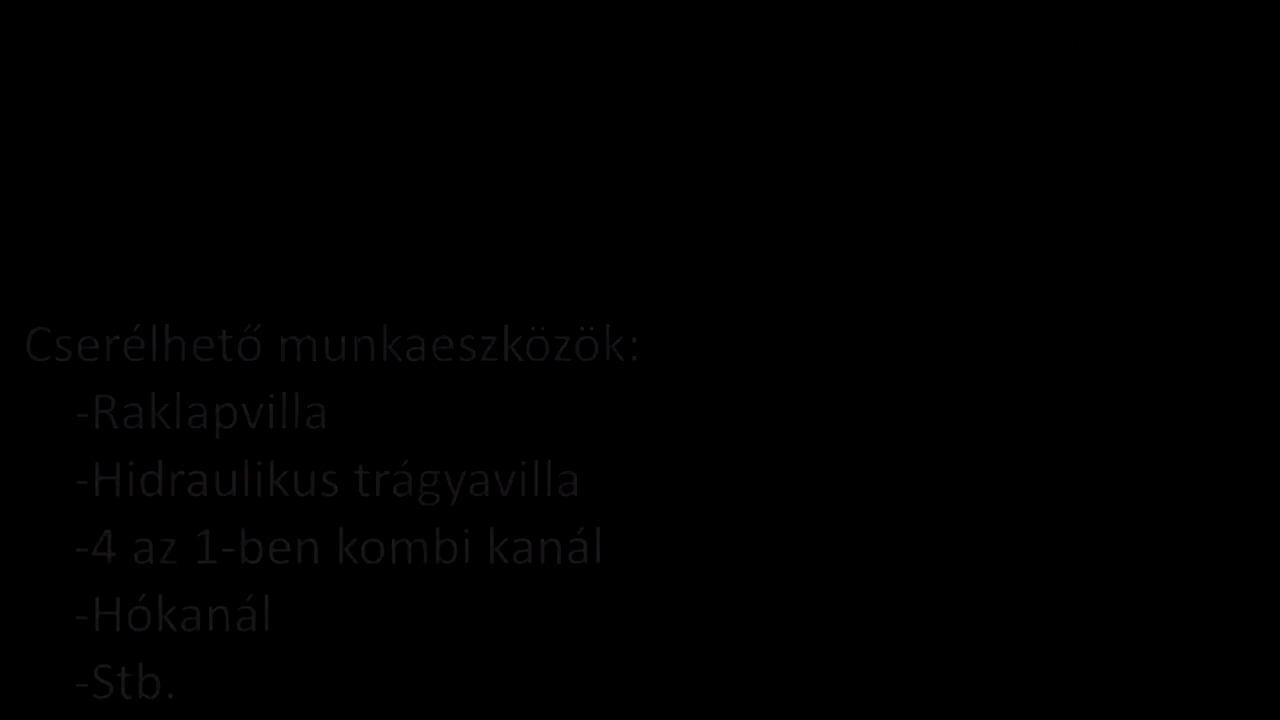 Cserélhető munkaeszközök:
-Raklapvilla
-Hidraulikus trágyavilla
-4 az 1-ben kombi kanál
-Hókanál
-Stb.